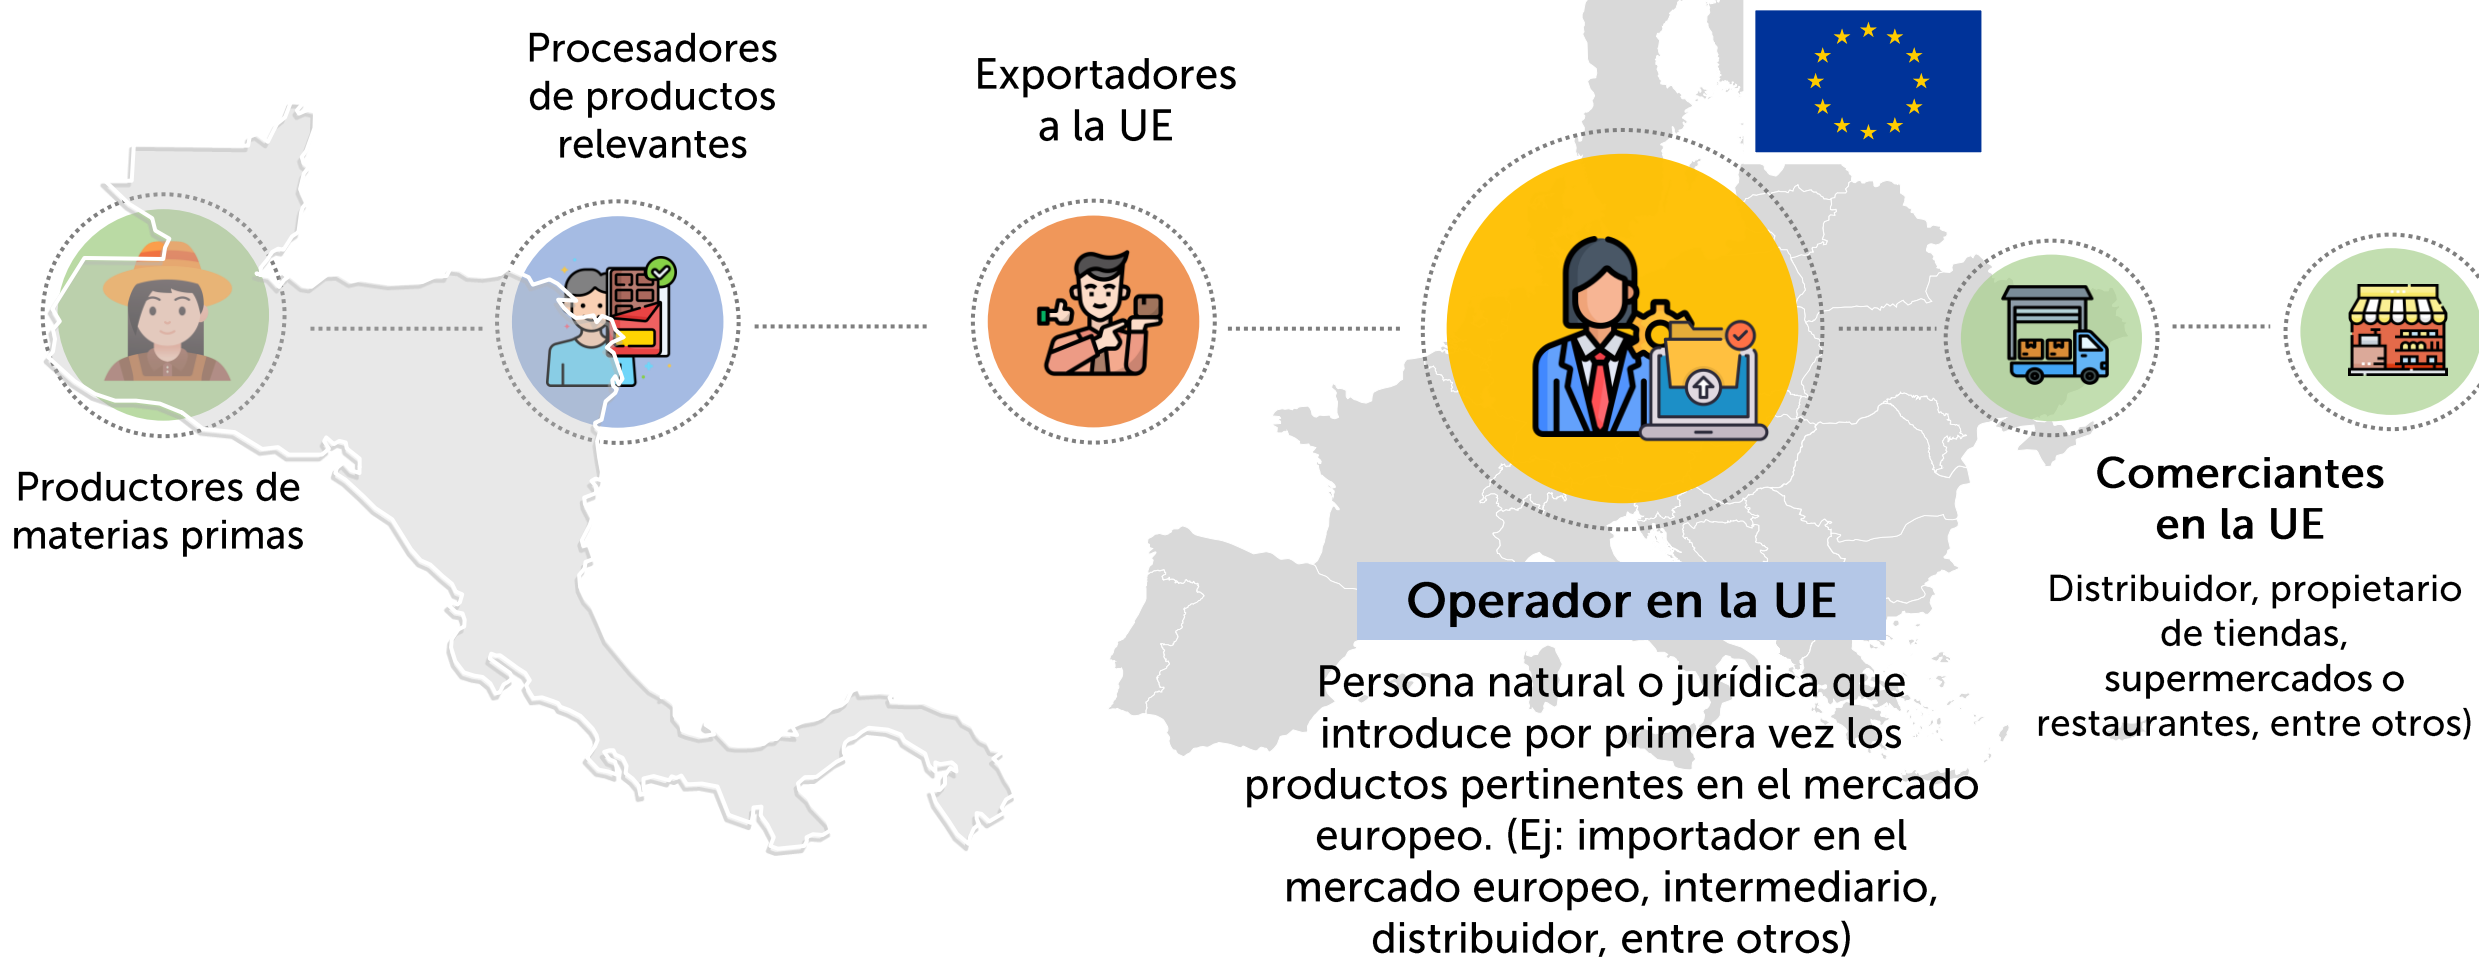 Procesadores
de productos
relevantes
Exportadores
a la UE
Productores de
materias primas
Operador en la UE
Persona natural o jurídica que
introduce por primera vez los
productos pertinentes en el mercado
europeo. (Ej: importador en el
mercado europeo, intermediario,
distribuidor, entre otros)
Comerciantes
en la UE
Distribuidor, propietario
de tiendas,
supermercados o
restaurantes, entre otros)